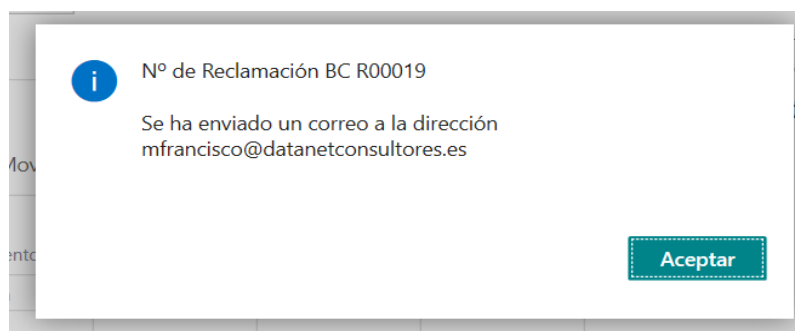 Nº de Reclamación BC R00019
Se ha enviado un correo a la dirección
mfrancisco@datanetconsultores.es
Aceptar